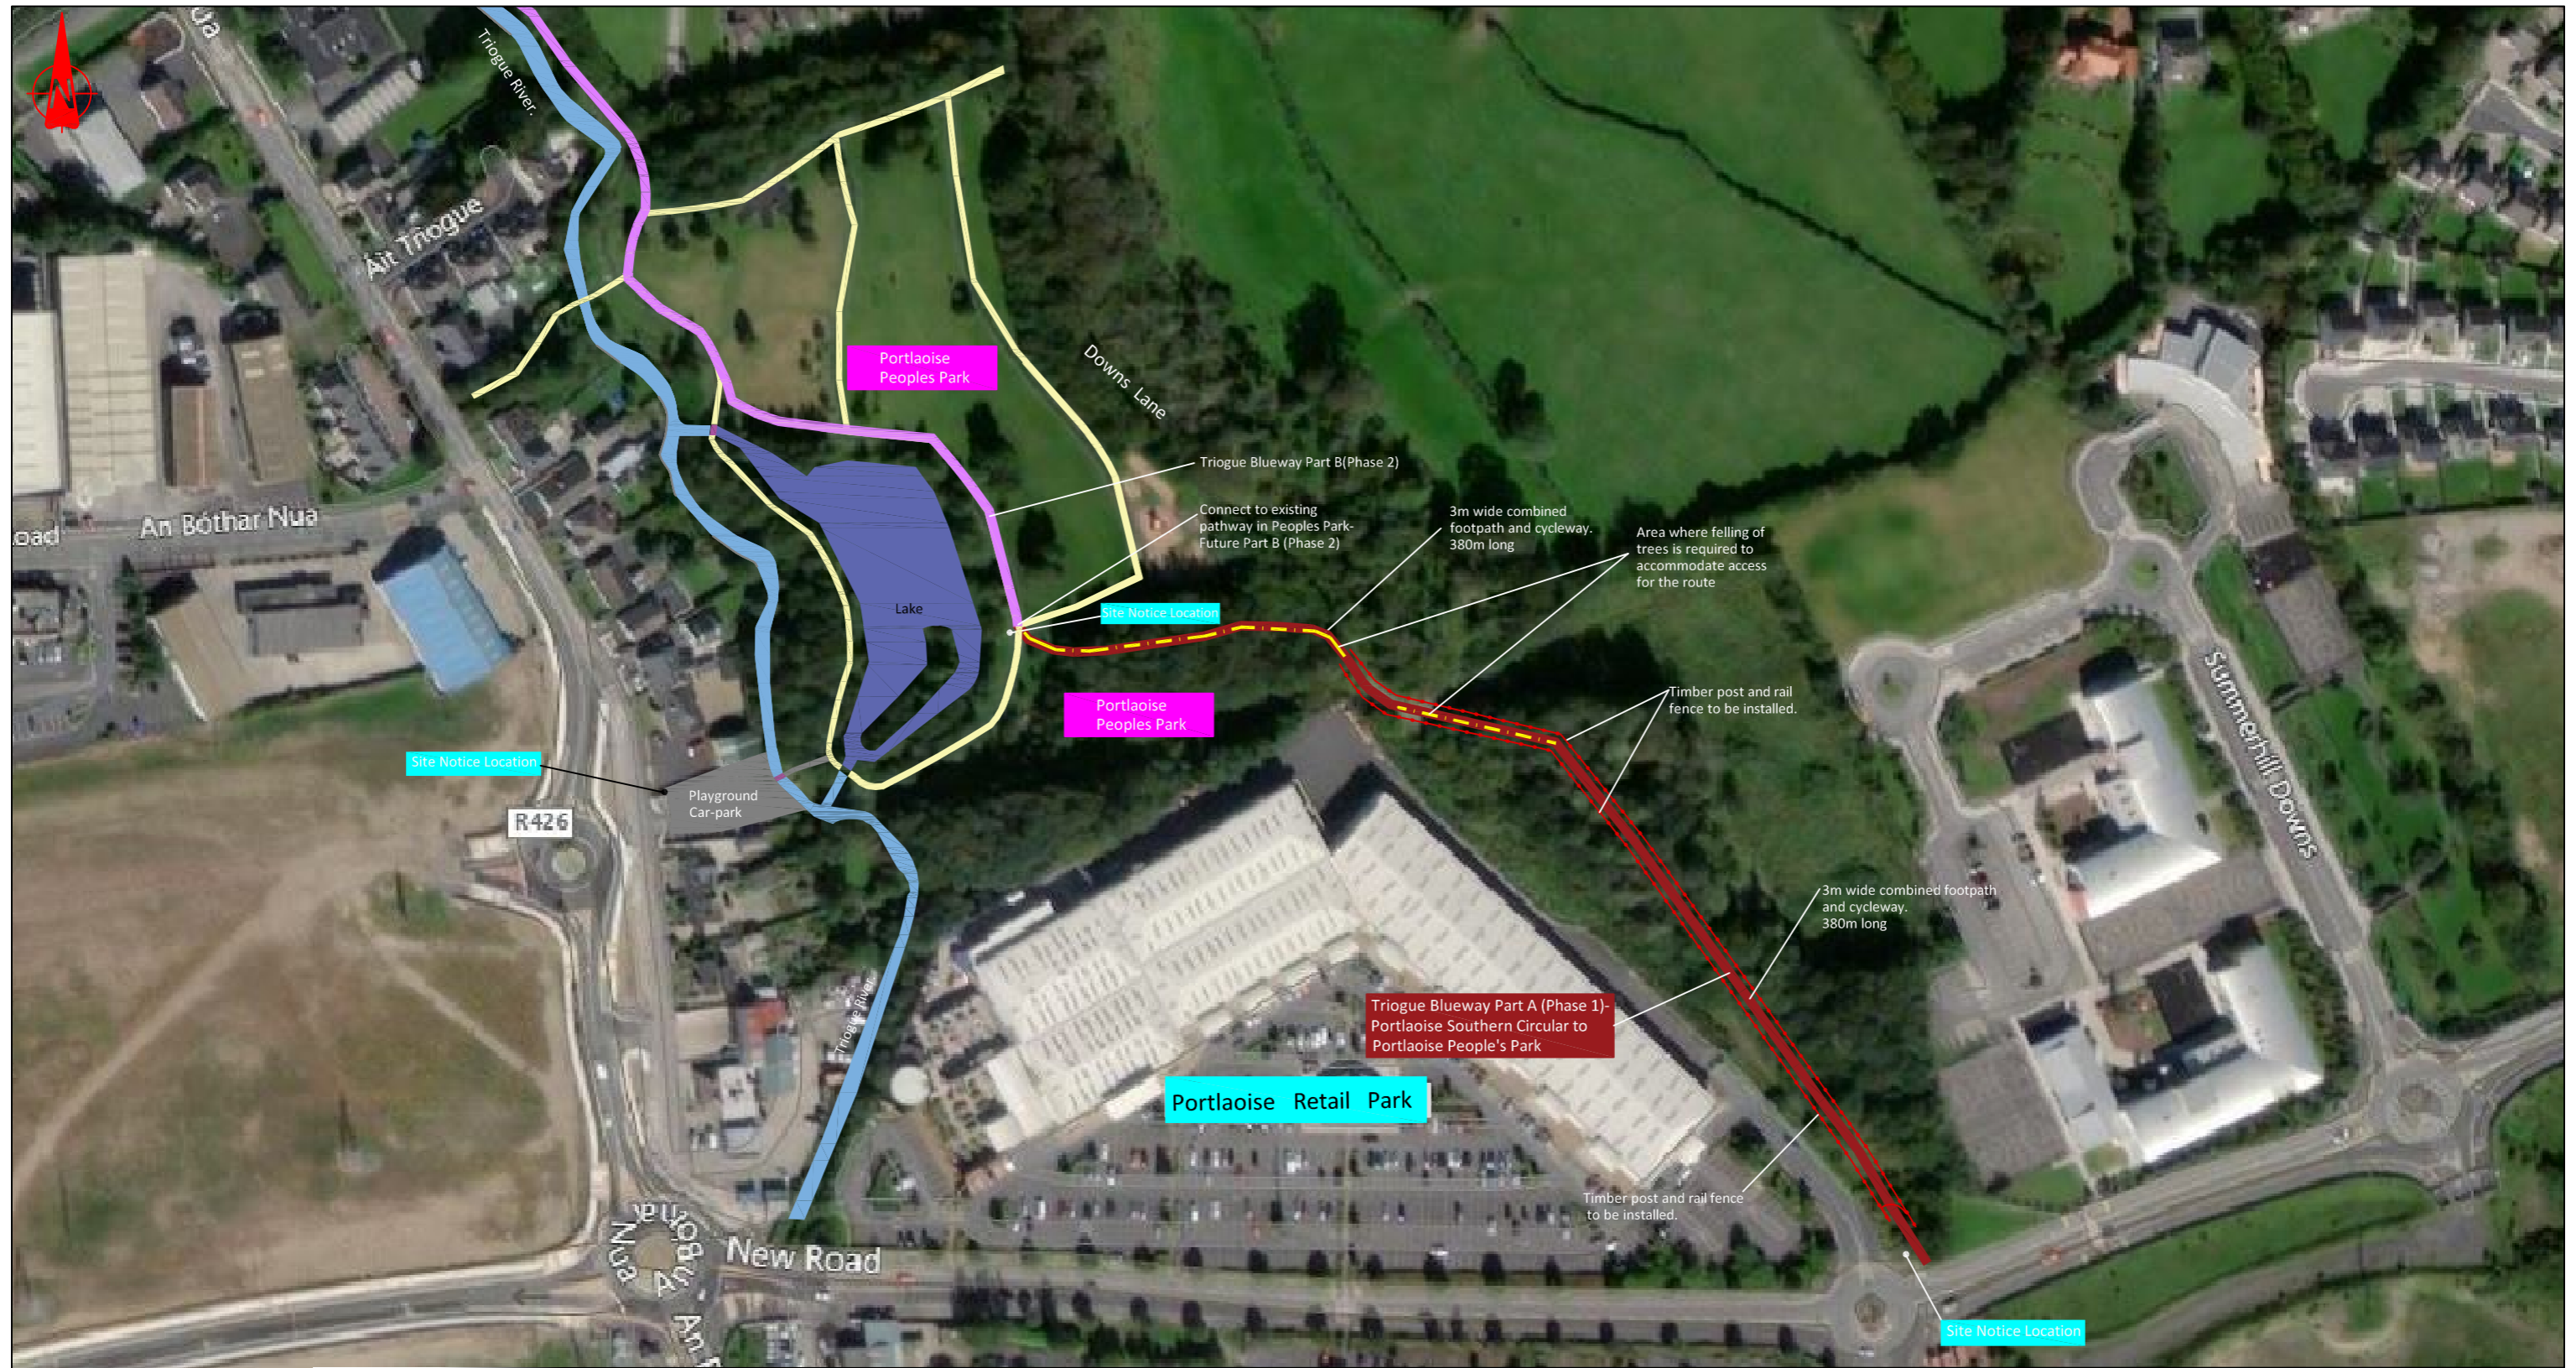 N
Triogue River.
Ait Triogue
Portlaoise
Peoples Park
Downs Lane
Triogue Blueway Part B(Phase 2)
Connect to existing
pathway in Peoples Park-
Future Part B (Phase 2)
3m wide combined
footpath and cycleway.
380m long
Area where felling of
trees is required to
accommodate access
for the route
An Bóthar Nua
Lake
Site Notice Location
Portlaoise
Peoples Park
Timber post and rail
fence to be installed.
Summerhill Downs
Site Notice Location
Playground
Car-park
R426
3m wide combined footpath
and cycleway.
380m long
Triogue River.
Triogue Blueway Part A (Phase 1)-
Portlaoise Southern Circular to
Portlaoise People's Park
Portlaoise Retail Park
Timber post and rail fence
to be installed.
New Road
Site Notice Location